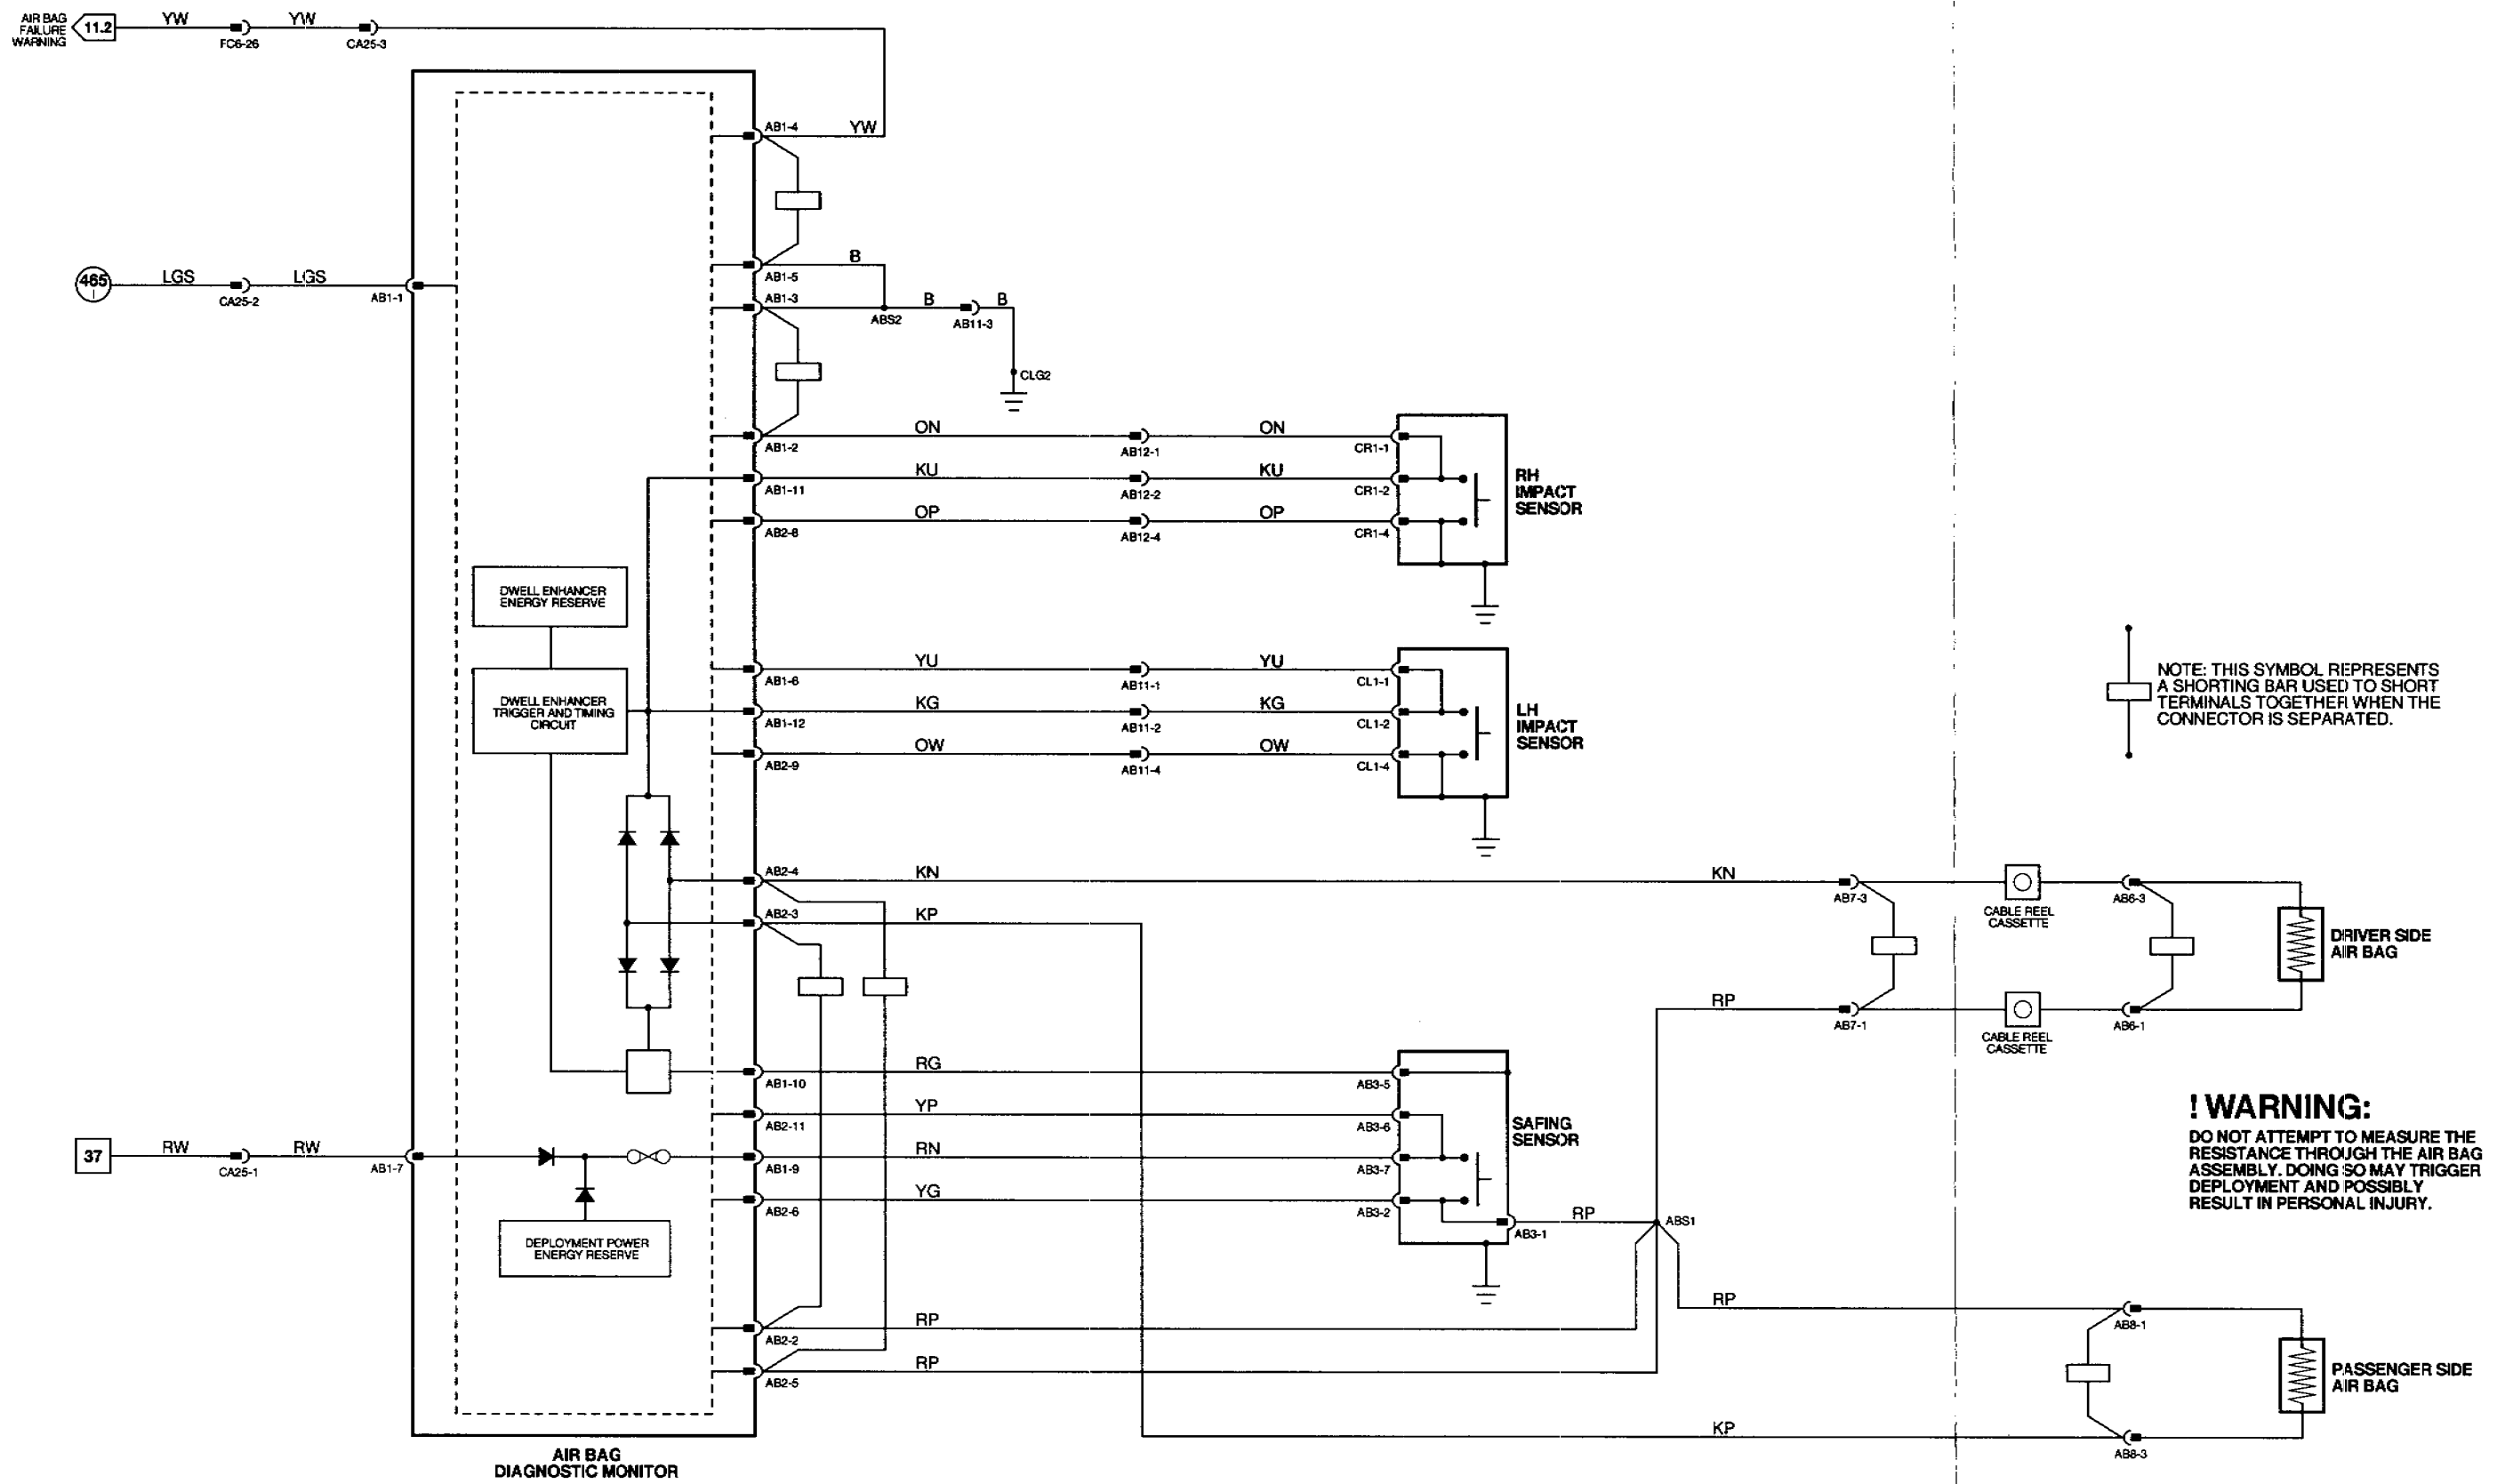 AIR BAG
FAILURE
WARNING
11.2
YW
FC6-26
YW
CA25-3
AB1-4
YW
465
I
LGS
CA25-2
LGS
AB1-1
B
AB1-5
AB1-3
ABS2
B
AB11-3
B
CLG2
AB1-2
ON
AB12-1
ON
CR1-1
AB1-11
KU
AB12-2
KU
CR1-2
AB2-8
OP
AB12-4
OP
CR1-4
RH
IMPACT
SENSOR
DWELL ENHANCER
ENERGY RESERVE
DWELL ENHANCER
TRIGGER AND TIMING
CIRCUIT
AB1-6
YU
AB11-1
YU
CL1-1
AB1-12
KG
AB11-2
KG
CL1-2
AB2-9
OW
AB11-4
OW
CL1-4
LH
IMPACT
SENSOR
NOTE: THIS SYMBOL REPRESENTS
A SHORTING BAR USED TO SHORT
TERMINALS TOGETHER WHEN THE
CONNECTOR IS SEPARATED.
AB2-4
KN
KN
AB7-3
CABLE REEL
CASSETTE
AB6-3
AB2-3
KP
DRIVER SIDE
AIR BAG
RP
AB7-1
CABLE REEL
CASSETTE
AB6-1
AB1-10
RG
AB3-5
AB2-11
YP
AB3-6
SAFING
SENSOR
37
RW
CA25-1
RW
AB1-7
AB1-9
RN
AB3-7
AB2-6
YG
AB3-2
AB3-1
RP
ABS1
DEPLOYMENT POWER
ENERGY RESERVE
! WARNING:
DO NOT ATTEMPT TO MEASURE THE
RESISTANCE THROUGH THE AIR BAG
ASSEMBLY. DOING SO MAY TRIGGER
DEPLOYMENT AND POSSIBLY
RESULT IN PERSONAL INJURY.
AB2-2
RP
RP
AB8-1
AB2-5
RP
PASSENGER SIDE
AIR BAG
KP
AB8-3
AIR BAG
DIAGNOSTIC MONITOR